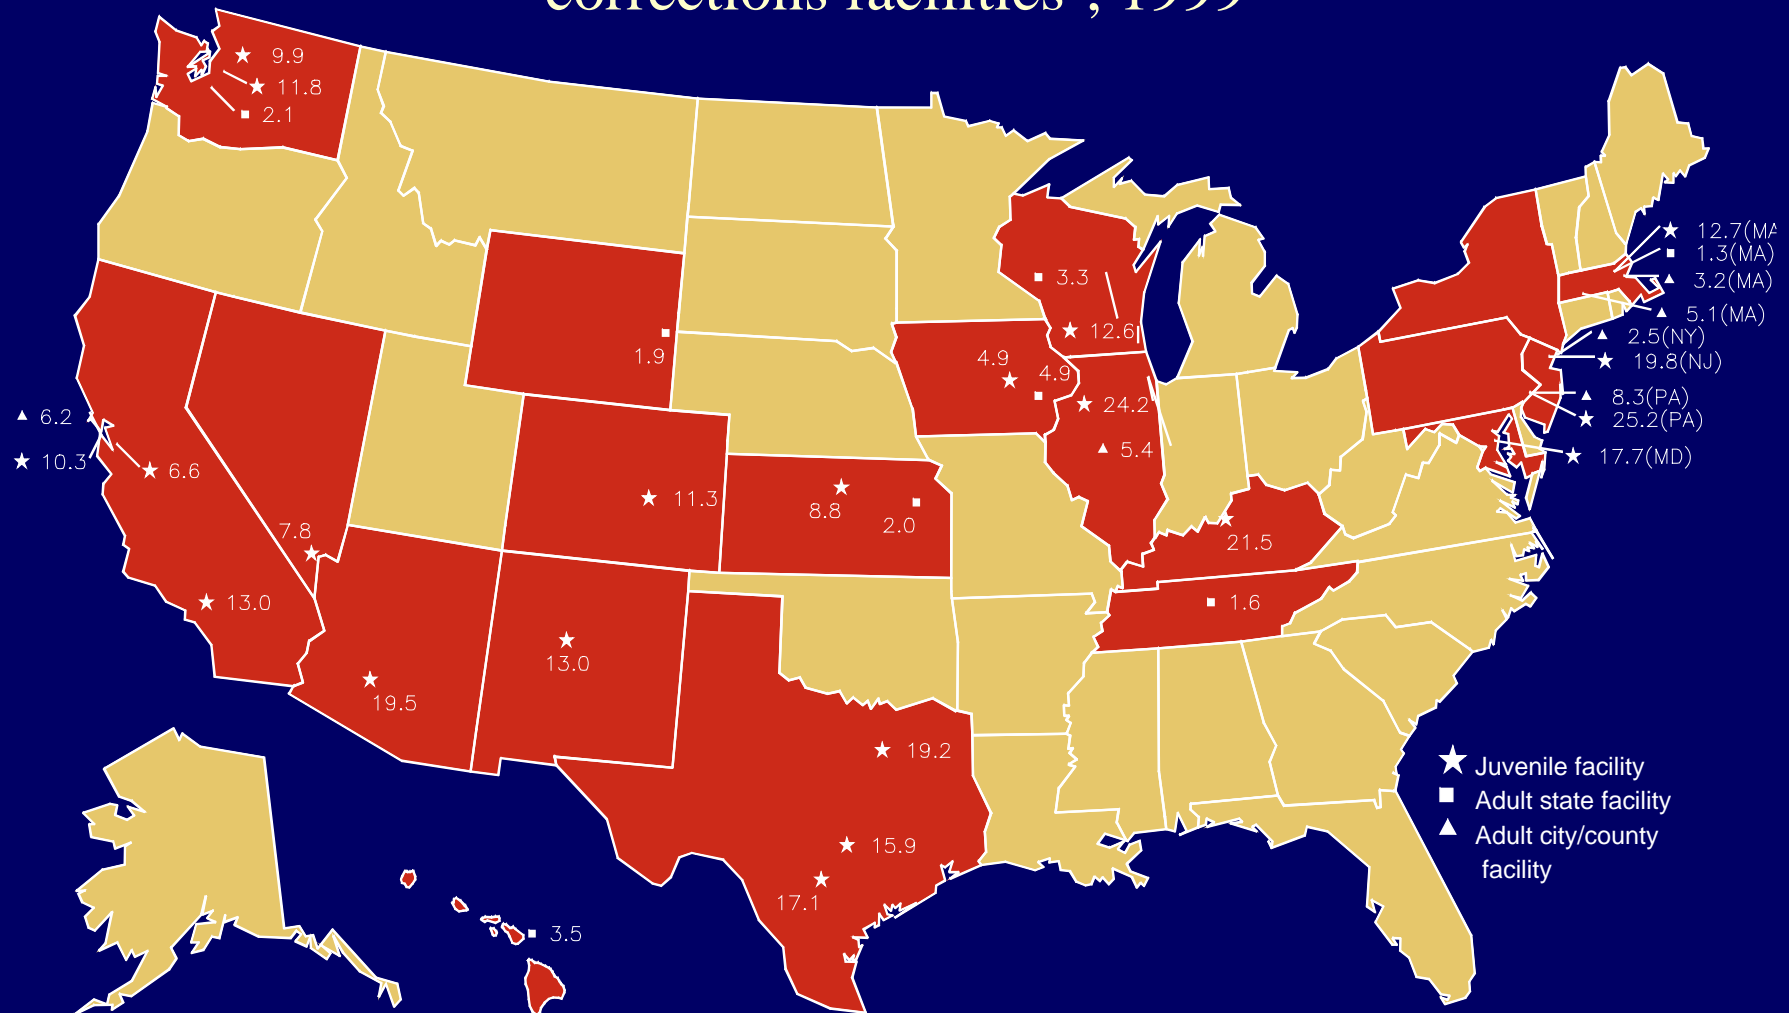 corrections facilities , 1999
9.9
11.8
2.1
12.7(MA
1.3(MA)
3.3
3.2(MA)
5.1(MA)
12.6
2.5(NY)
1.9
4.9
19.8(NJ)
4.9
8.3(PA)
24.2
6.2
25.2(PA)
5.4
17.7(MD)
10.3
6.6
11.3
8.8
2.0
7.8
21.5
13.0
1.6
13.0
19.5
19.2
Juvenile facility
Adult state facility
15.9
Adult city/county
facility
17.1
3.5